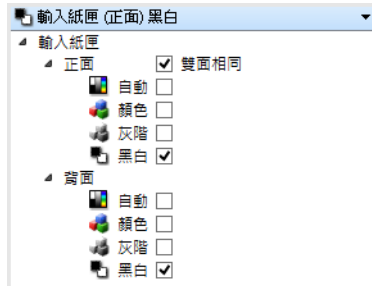 輸入紙匣 (正面) 黑白
輸入紙匣
正面 雙面相同
自動
顏色
灰階
黑白
背面
自動
顏色
灰階
黑白